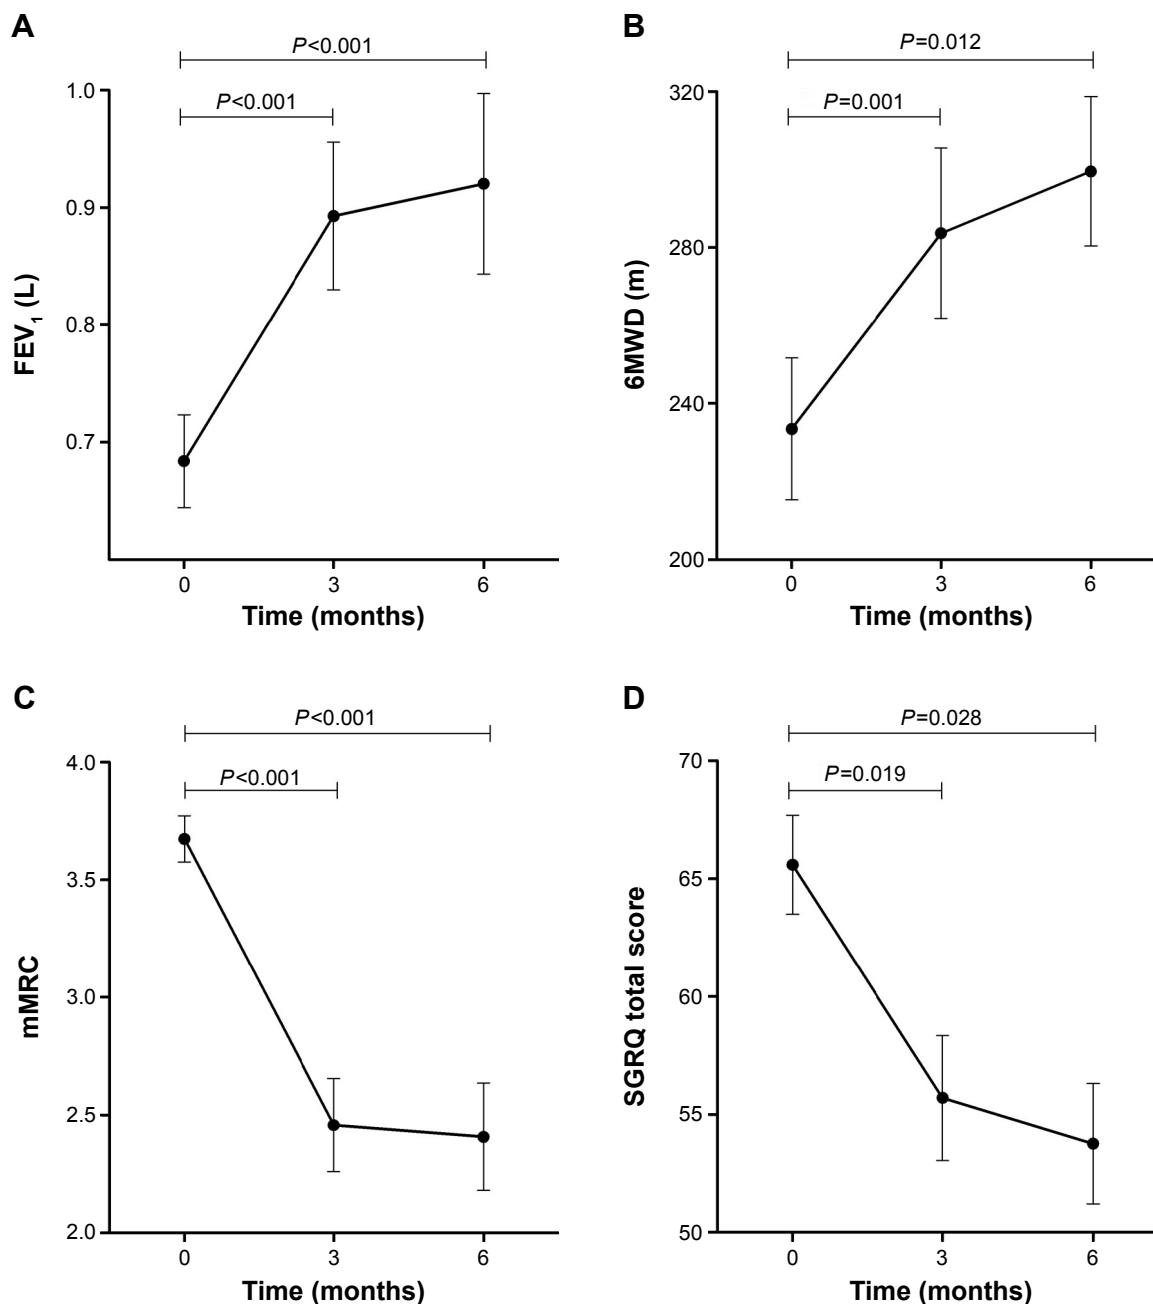 A
P<0.001
P<0.001
1.0
0.9
0.8
0.7
FEV₁ (L)
0 3 6
Time (months)
B
P=0.012
P=0.001
320
280
240
200
6MWD (m)
0 3 6
Time (months)
C
P<0.001
P<0.001
4.0
3.5
3.0
2.5
2.0
mMRC
0 3 6
Time (months)
D
P=0.028
P=0.019
70
65
60
55
50
SGRQ total score
0 3 6
Time (months)